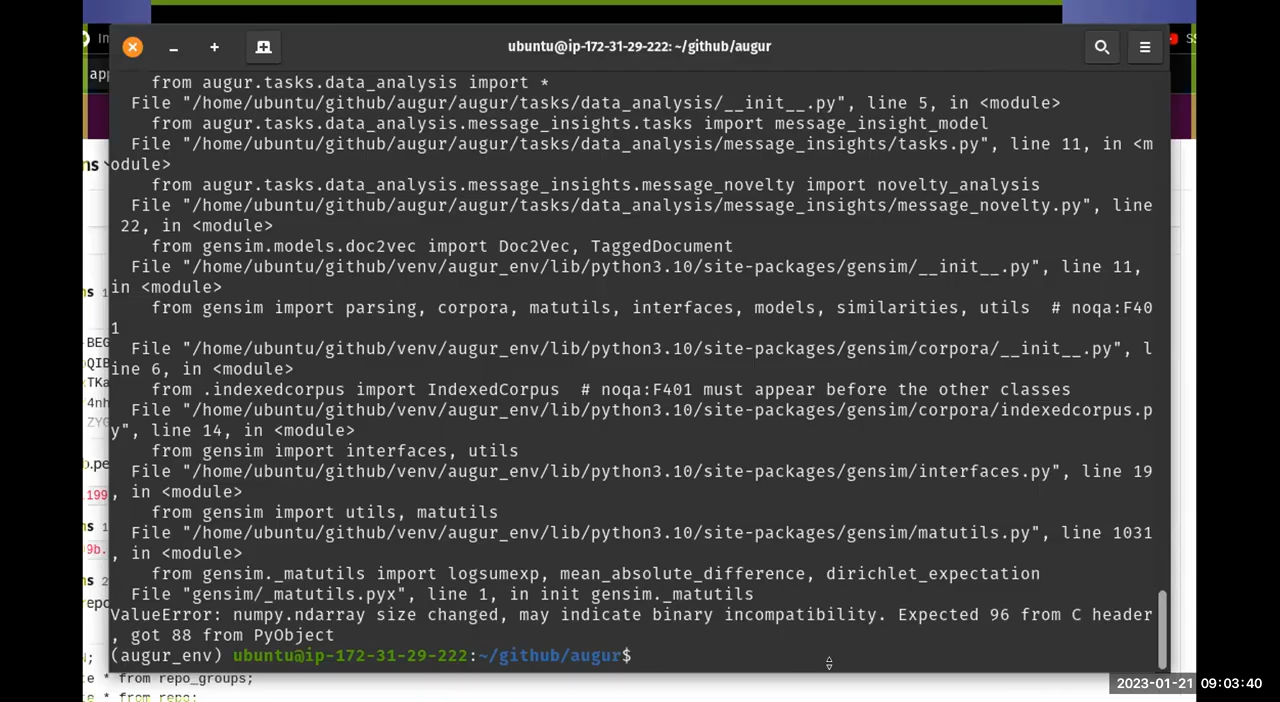 ubuntu@ip-172-31-29-222: ~/github/augur
from augur.tasks.data_analysis import *
File "/home/ubuntu/github/augur/augur/tasks/data_analysis/__init__.py", line 5, in <module>
from augur.tasks.data_analysis.message_insights.tasks import message_insight_model
File "/home/ubuntu/github/augur/augur/tasks/data_analysis/message_insights/tasks.py", line 11, in <m
odule>
from augur.tasks.data_analysis.message_insights.message_novelty import novelty_analysis
File "/home/ubuntu/github/augur/augur/tasks/data_analysis/message_insights/message_novelty.py", line
22, in <module>
from gensim.models.doc2vec import Doc2Vec, TaggedDocument
File "/home/ubuntu/github/venv/augur_env/lib/python3.10/site-packages/gensim/__init__.py", line 11,
in <module>
from gensim import parsing, corpora, matutils, interfaces, models, similarities, utils  # noqa:F40
1
File "/home/ubuntu/github/venv/augur_env/lib/python3.10/site-packages/gensim/corpora/__init__.py", l
ine 6, in <module>
from .indexedcorpus import IndexedCorpus  # noqa:F401 must appear before the other classes
File "/home/ubuntu/github/venv/augur_env/lib/python3.10/site-packages/gensim/corpora/indexedcorpus.p
y", line 14, in <module>
from gensim import interfaces, utils
File "/home/ubuntu/github/venv/augur_env/lib/python3.10/site-packages/gensim/interfaces.py", line 19
, in <module>
from gensim import utils, matutils
File "/home/ubuntu/github/venv/augur_env/lib/python3.10/site-packages/gensim/matutils.py", line 1031
, in <module>
from gensim._matutils import logsumexp, mean_absolute_difference, dirichlet_expectation
File "gensim/_matutils.pyx", line 1, in init gensim._matutils
ValueError: numpy.ndarray size changed, may indicate binary incompatibility. Expected 96 from C header
, got 88 from PyObject
(augur_env) ubuntu@ip-172-31-29-222:~/github/augur$
* from repo_groups;
* from repo;
2023-01-21 09:03:40